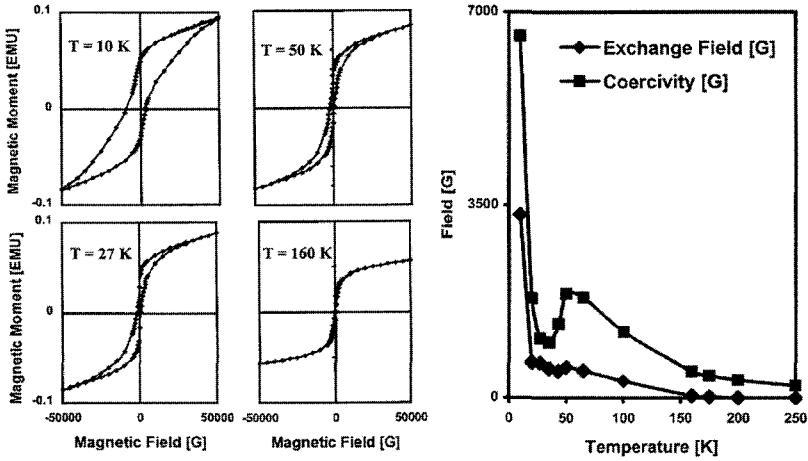 Magnetic Moment [EMU]
0.1
0
-0.1
T = 10 K
T = 50 K
Magnetic Moment [EMU]
0.1
0
-0.1
T = 27 K
T = 160 K
-50000
0
50000
-50000
0
50000
Magnetic Field [G]
Magnetic Field [G]
Field [G]
7000
3500
0
Exchange Field [G]
Coercivity [G]
0
50
100
150
200
250
Temperature [K]